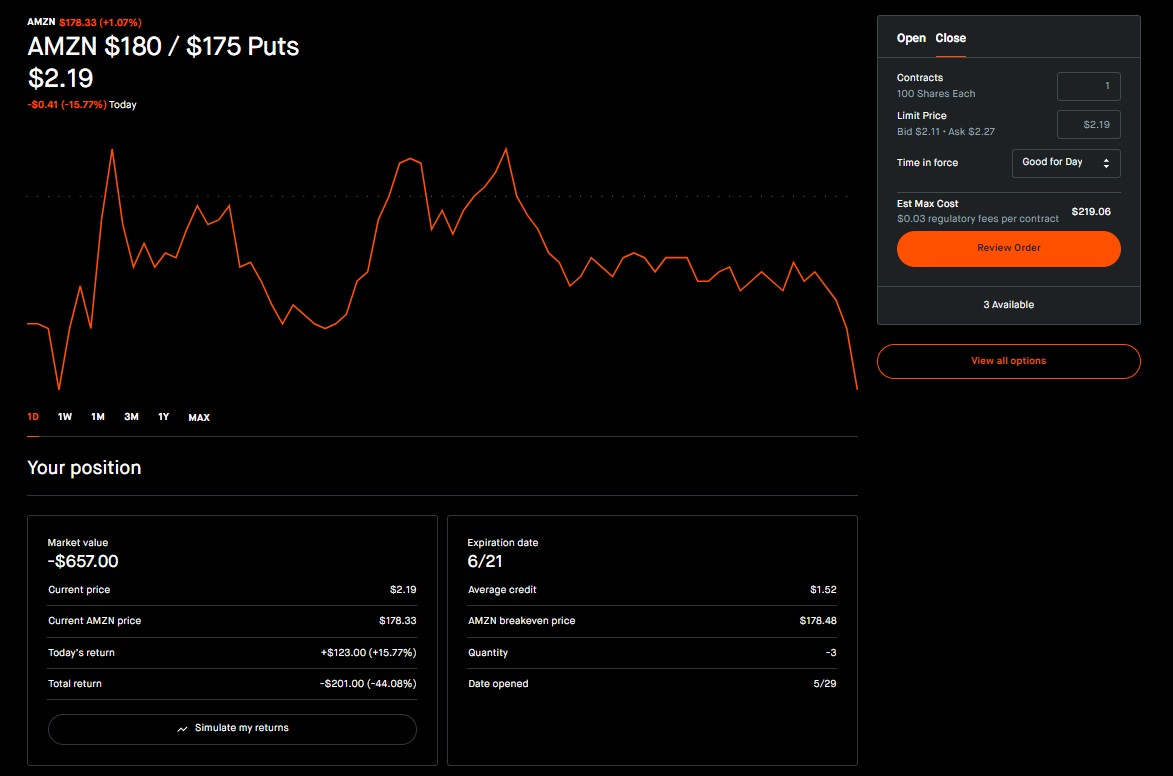 AMZN $178.33 (+1.07%)
AMZN $180 / $175 Puts
$2.19
-$0.41 (-15.77%) Today
1D 1W 1M 3M 1Y MAX
Your position
Market value
-$657.00
Current price $2.19
Current AMZN price $178.33
Today's return +$123.00 (+15.77%)
Total return -$201.00 (-44.08%)
Simulate my returns
Expiration date
6/21
Average credit $1.52
AMZN breakeven price $178.48
Quantity -3
Date opened 5/29
Open Close
Contracts
100 Shares Each
1
Limit Price
Bid $2.11 · Ask $2.27
$2.19
Time in force Good for Day
Est Max Cost
$0.03 regulatory fees per contract
$219.06
Review Order
3 Available
View all options